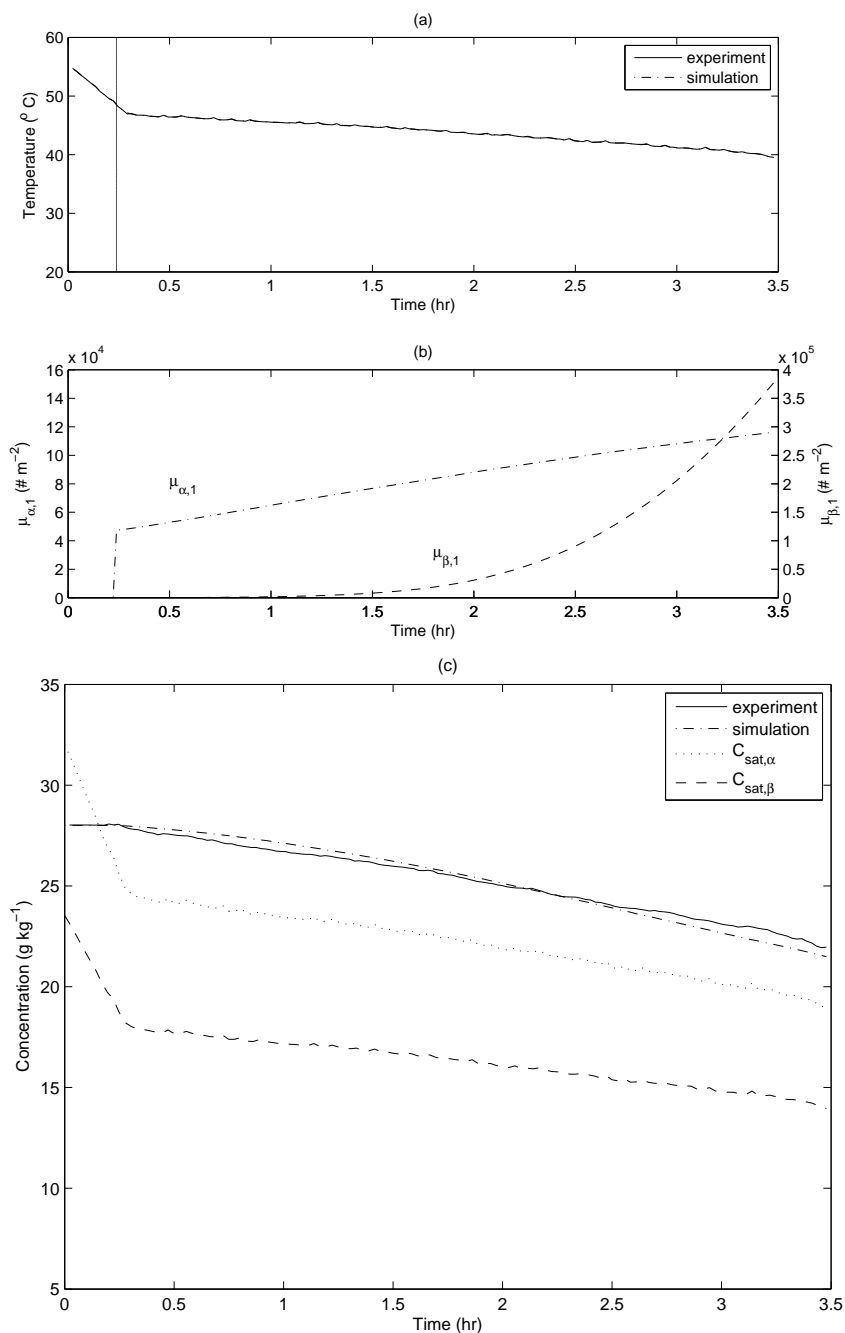 (a)
60
50
40
30
20
Temperature (° C)
experiment
simulation
0 0.5 1 1.5 2 2.5 3 3.5
Time (hr)
(b)
x 10⁴
x 10⁵
16
14
12
10
8
6
4
2
0
μα,1 (# m⁻²)
μα,1
μβ,1
4
3.5
3
2.5
2
1.5
1
0.5
0
μβ,1 (# m⁻²)
0 0.5 1 1.5 2 2.5 3 3.5
Time (hr)
(c)
35
30
25
20
15
10
5
Concentration (g kg⁻¹)
experiment
simulation
Csat,α
Csat,β
0 0.5 1 1.5 2 2.5 3 3.5
Time (hr)